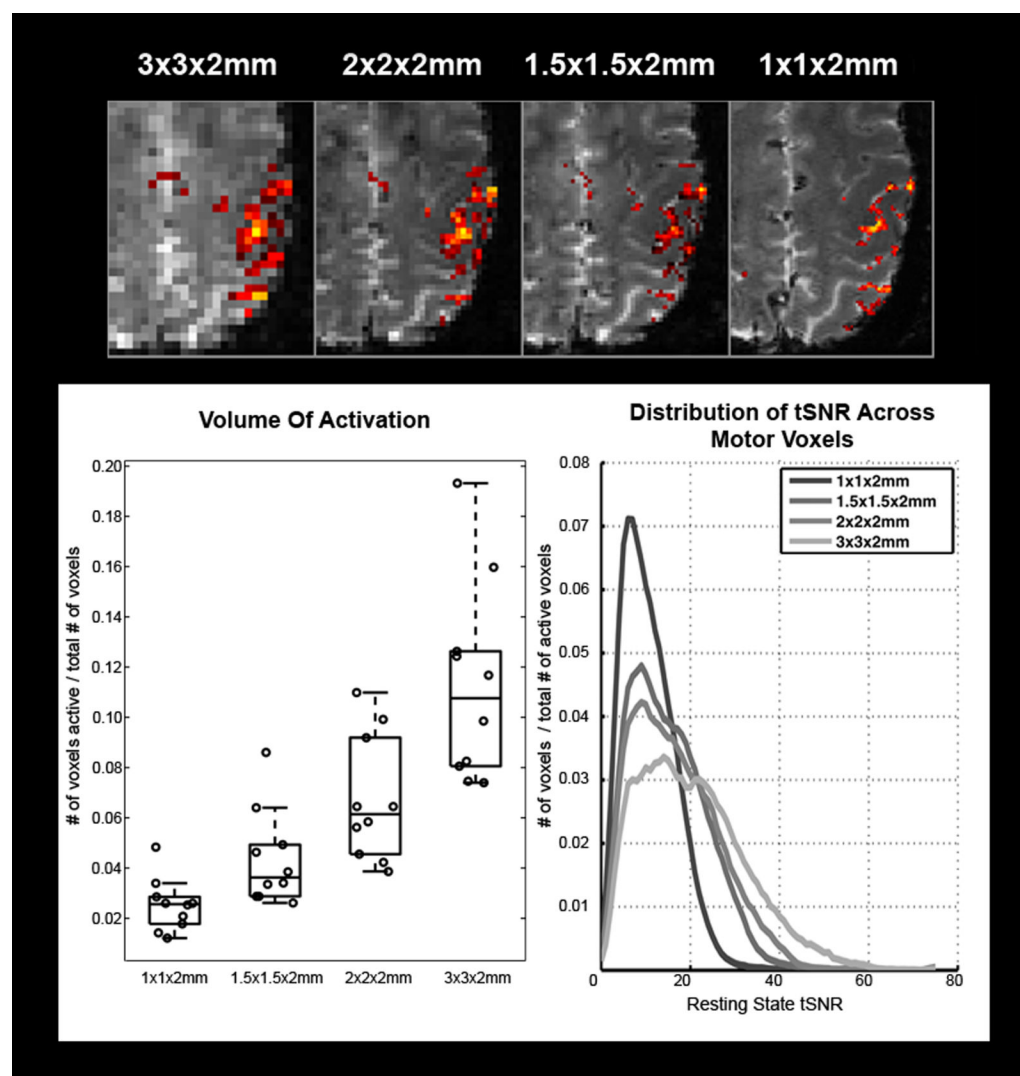 3x3x2mm 2x2x2mm 1.5x1.5x2mm 1x1x2mm
Volume Of Activation
# of voxels active / total # of voxels
0.20
0.18
0.16
0.14
0.12
0.10
0.08
0.06
0.04
0.02
1x1x2mm 1.5x1.5x2mm 2x2x2mm 3x3x2mm
Distribution of tSNR Across
Motor Voxels
# of voxels / total # of active voxels
0.08
0.07
0.06
0.05
0.04
0.03
0.02
0.01
1x1x2mm
1.5x1.5x2mm
2x2x2mm
3x3x2mm
0 20 40 60 80
Resting State tSNR